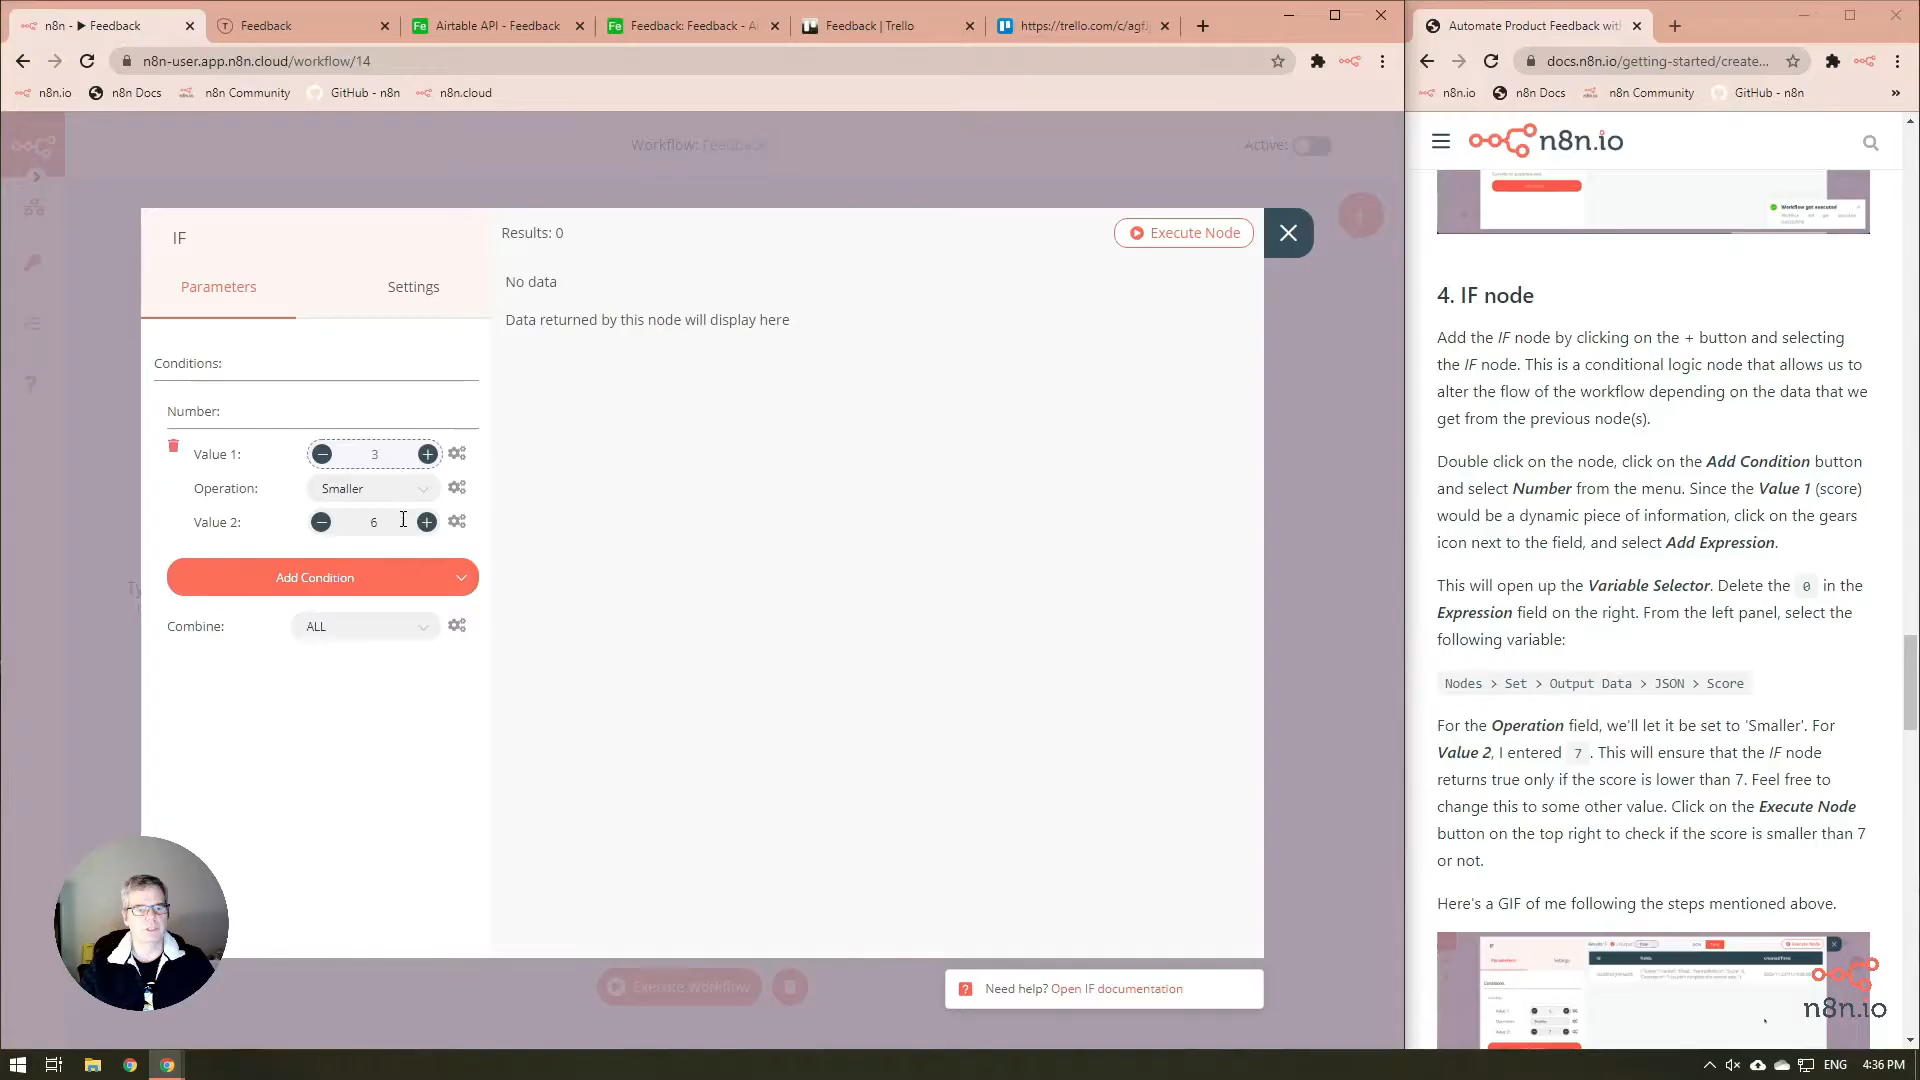 n8n - ▶ Feedback
Feedback
Airtable API - Feedback
Feedback: Feedback - Ai
Feedback | Trello
https://trello.com/c/agfJ
n8n-user.app.n8n.cloud/workflow/14
n8n.io
n8n Docs
n8n Community
GitHub - n8n
n8n.cloud
Workflow: Feedback
Active:
IF
Parameters
Settings
Conditions:
Number:
Value 1:
3
Operation:
Smaller
Value 2:
6
Add Condition
Combine:
ALL
Results: 0
Execute Node
No data
Data returned by this node will display here
Execute Workflow
Need help? Open IF documentation
Automate Product Feedback wit
docs.n8n.io/getting-started/create...
n8n.io
n8n Docs
n8n Community
GitHub - n8n
»
n8n.io
Workflow got executed
4. IF node
Add the IF node by clicking on the + button and selecting
the IF node. This is a conditional logic node that allows us to
alter the flow of the workflow depending on the data that we
get from the previous node(s).
Double click on the node, click on the Add Condition button
and select Number from the menu. Since the Value 1 (score)
would be a dynamic piece of information, click on the gears
icon next to the field, and select Add Expression.
This will open up the Variable Selector. Delete the 0 in the
Expression field on the right. From the left panel, select the
following variable:
Nodes > Set > Output Data > JSON > Score
For the Operation field, we'll let it be set to 'Smaller'. For
Value 2, I entered 7. This will ensure that the IF node
returns true only if the score is lower than 7. Feel free to
change this to some other value. Click on the Execute Node
button on the top right to check if the score is smaller than 7
or not.
Here's a GIF of me following the steps mentioned above.
IF
Parameters
Settings
Execute Node
n8n.io
ENG
4:36 PM